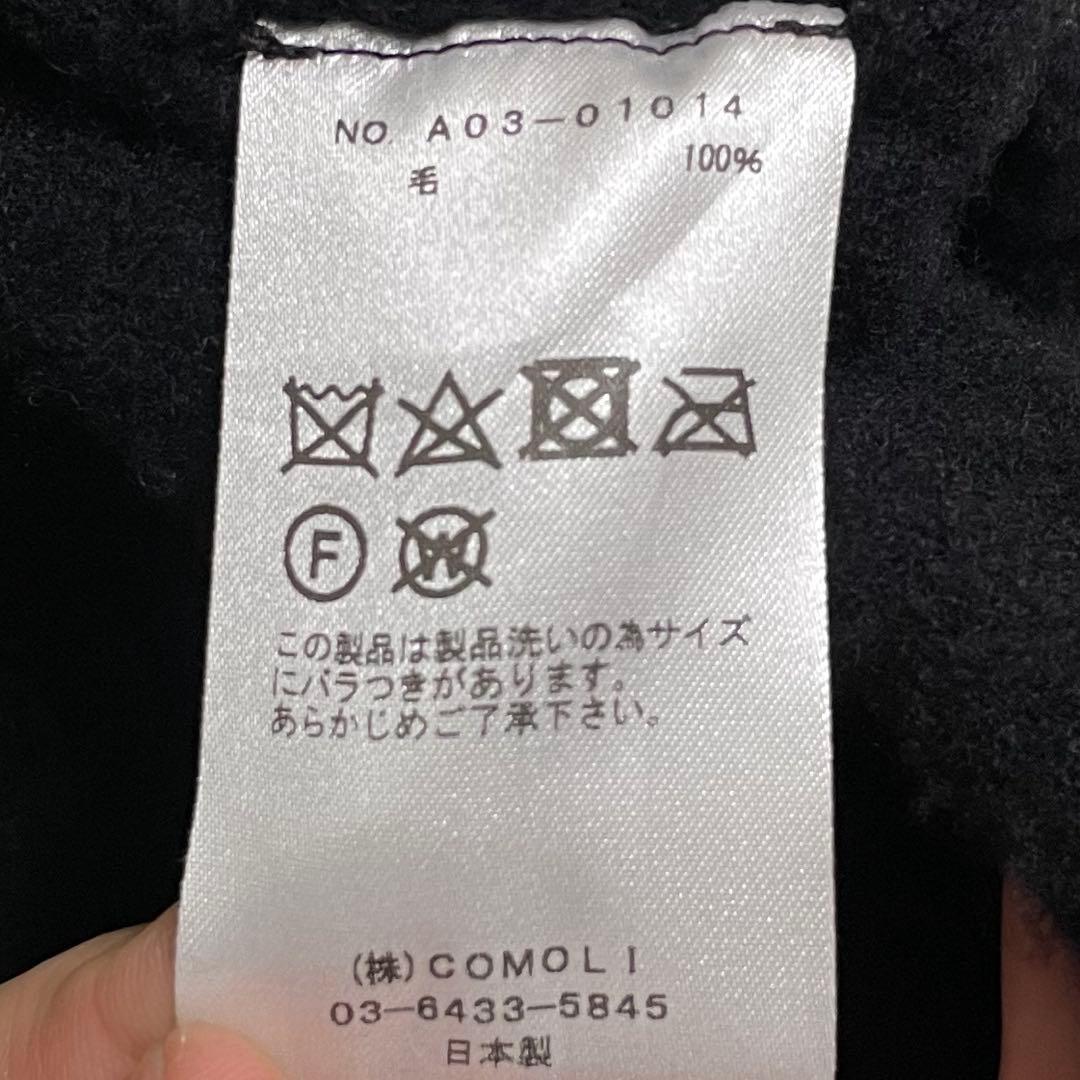 NO. A03-01014
毛 100%
F W
この製品は製品洗いの為サイズ
にバラつきがあります。
あらかじめご了承下さい。
(株)COMOLI
03-6433-5845
日本製